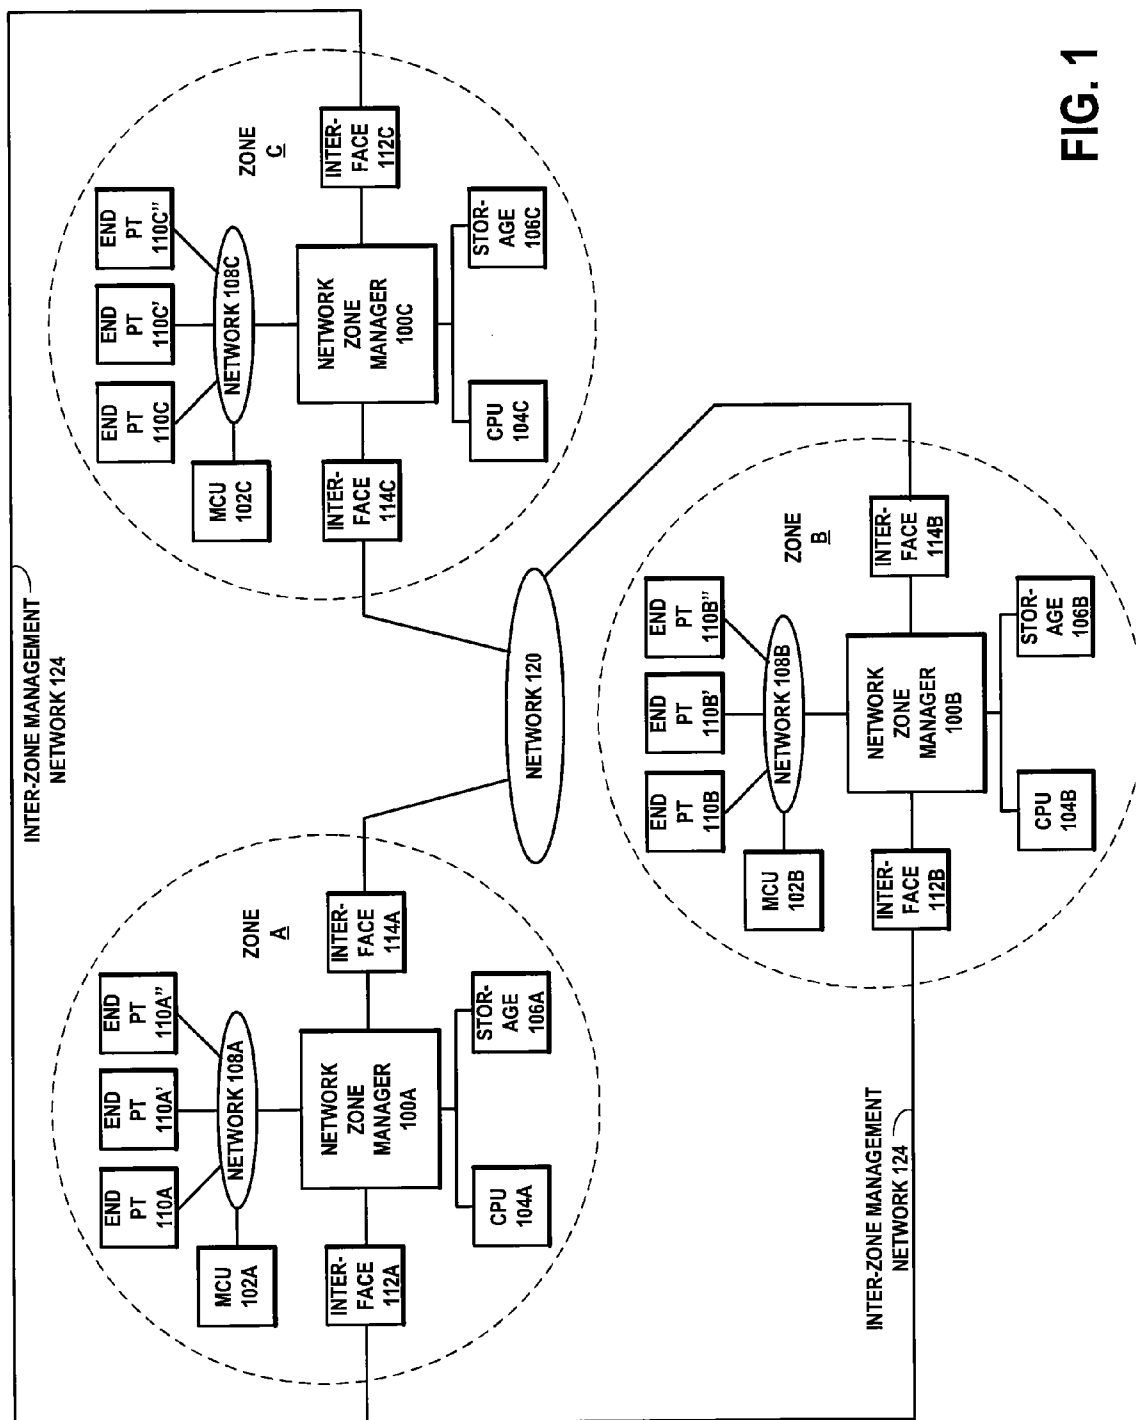 INTER-ZONE MANAGEMENT
NETWORK 124
END
PT
110A
END
PT
110A'
END
PT
110A"
MCU
102A
NETWORK 108A
ZONE
A
INTER-
FACE
112A
NETWORK
ZONE
MANAGER
100A
INTER-
FACE
114A
CPU
104A
STOR-
AGE
106A
END
PT
110C
END
PT
110C'
END
PT
110C"
MCU
102C
NETWORK 108C
ZONE
C
INTER-
FACE
114C
NETWORK
ZONE
MANAGER
100C
INTER-
FACE
112C
CPU
104C
STOR-
AGE
106C
NETWORK 120
END
PT
110B
END
PT
110B'
END
PT
110B"
MCU
102B
NETWORK 108B
ZONE
B
INTER-
FACE
112B
NETWORK
ZONE
MANAGER
100B
INTER-
FACE
114B
CPU
104B
STOR-
AGE
106B
INTER-ZONE MANAGEMENT
NETWORK 124
FIG. 1